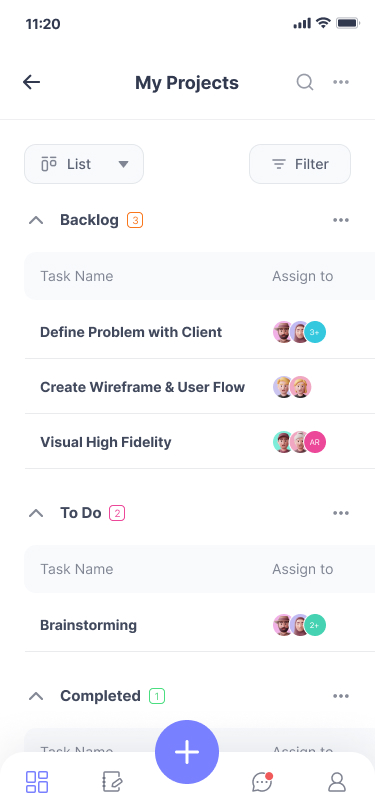 11:20
My Projects
List
Filter
Backlog 3
Task Name Assign to
Define Problem with Client 3+
Create Wireframe & User Flow
Visual High Fidelity AR
To Do 2
Task Name Assign to
Brainstorming 2+
Completed 1
Task Name Assign to